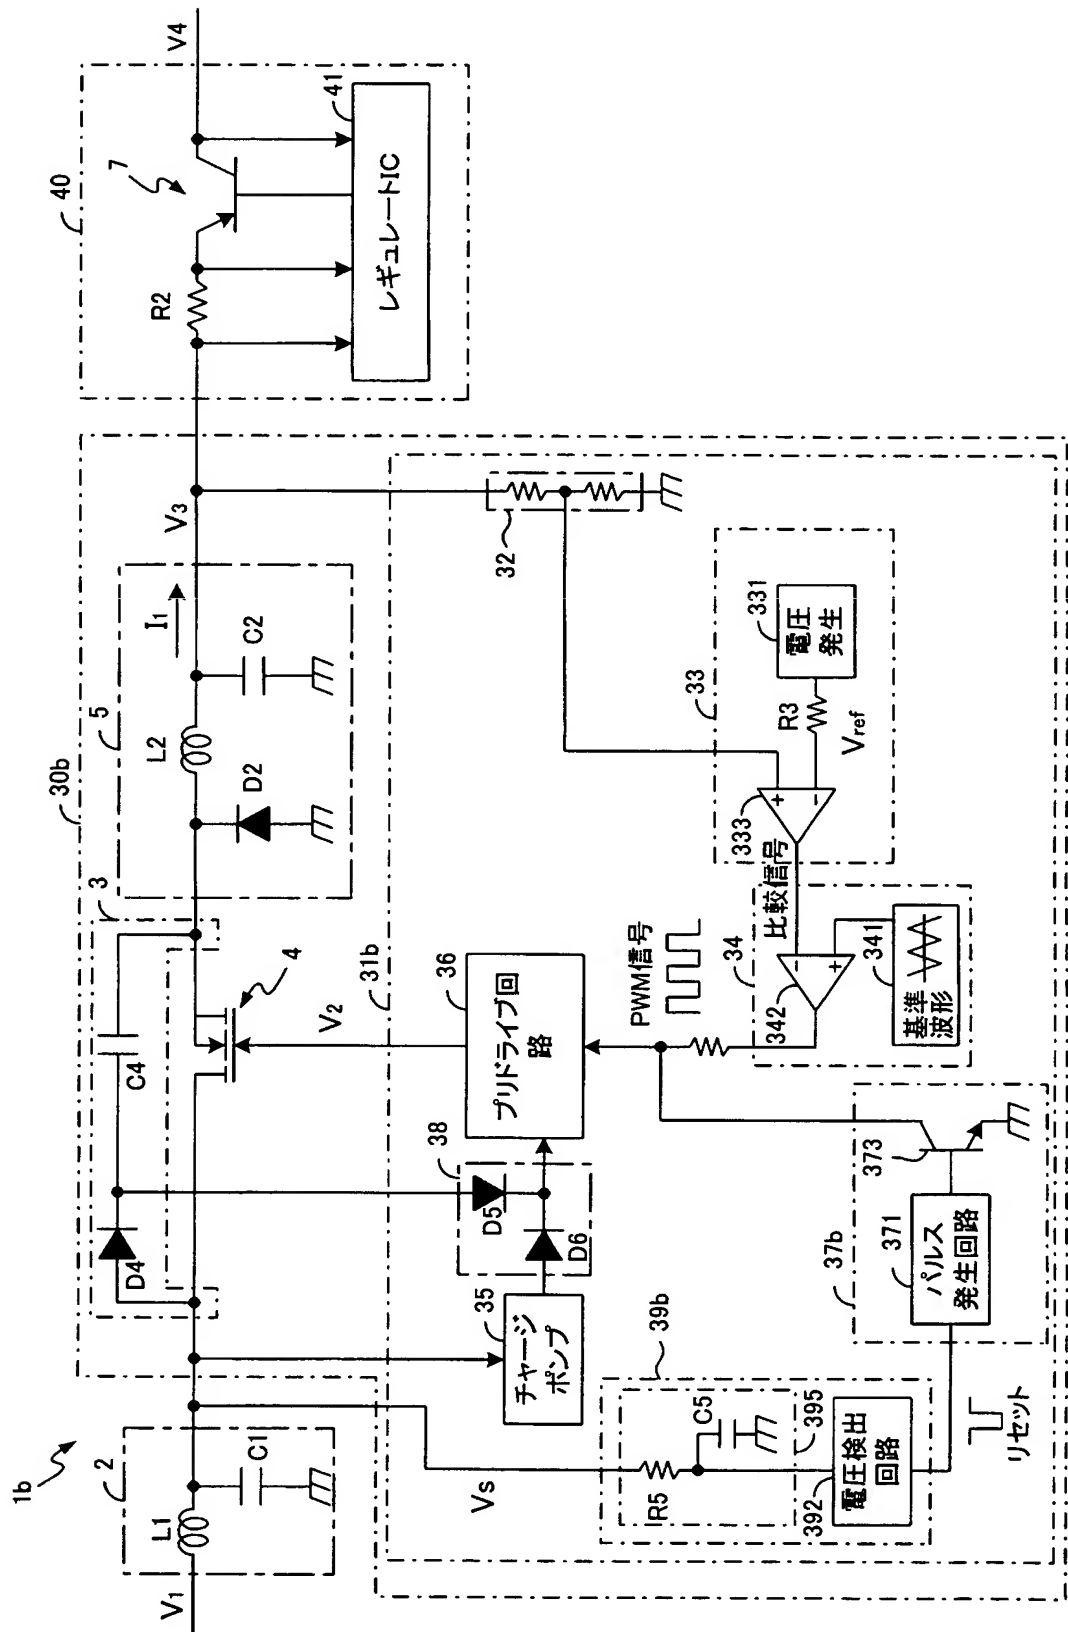 1b
V1
2
L1
C1
30b
3
D4
C4
4
V2
5
L2
D2
C2
I1
V3
40
R2
7
V4
レギュレートIC
41
31b
35
チャージ
ポンプ
38
D5
D6
36
プリドライブ回
路
PWM信号
32
33
331
電圧
発生
R3
Vref
333
+
−
比較信号
34
342
−
+
341
基準
波形
Vs
39b
R5
C5
395
392
電圧検出
回路
リセット
37b
371
パルス
発生回路
373